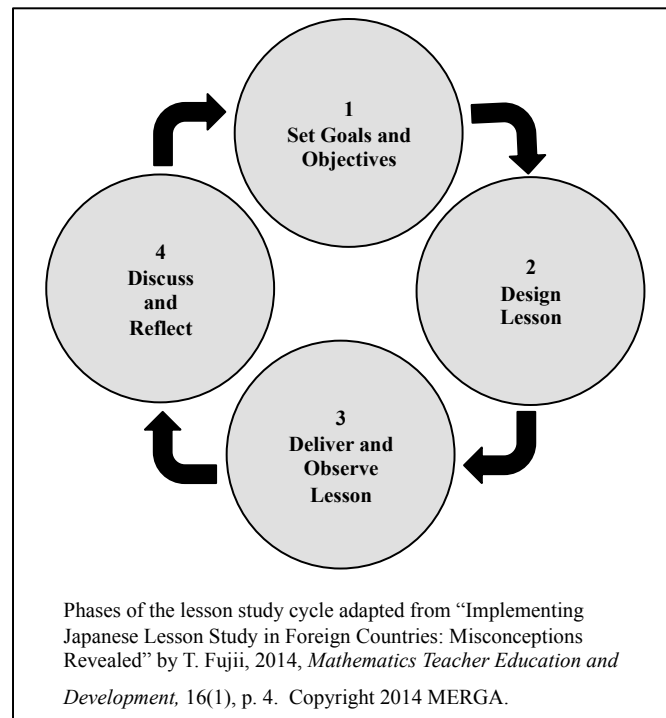 1
Set Goals and
Objectives
2
Design
Lesson
3
Deliver and
Observe
Lesson
4
Discuss
and
Reflect
Phases of the lesson study cycle adapted from “Implementing
Japanese Lesson Study in Foreign Countries: Misconceptions
Revealed” by T. Fujii, 2014, Mathematics Teacher Education and
Development, 16(1), p. 4.  Copyright 2014 MERGA.